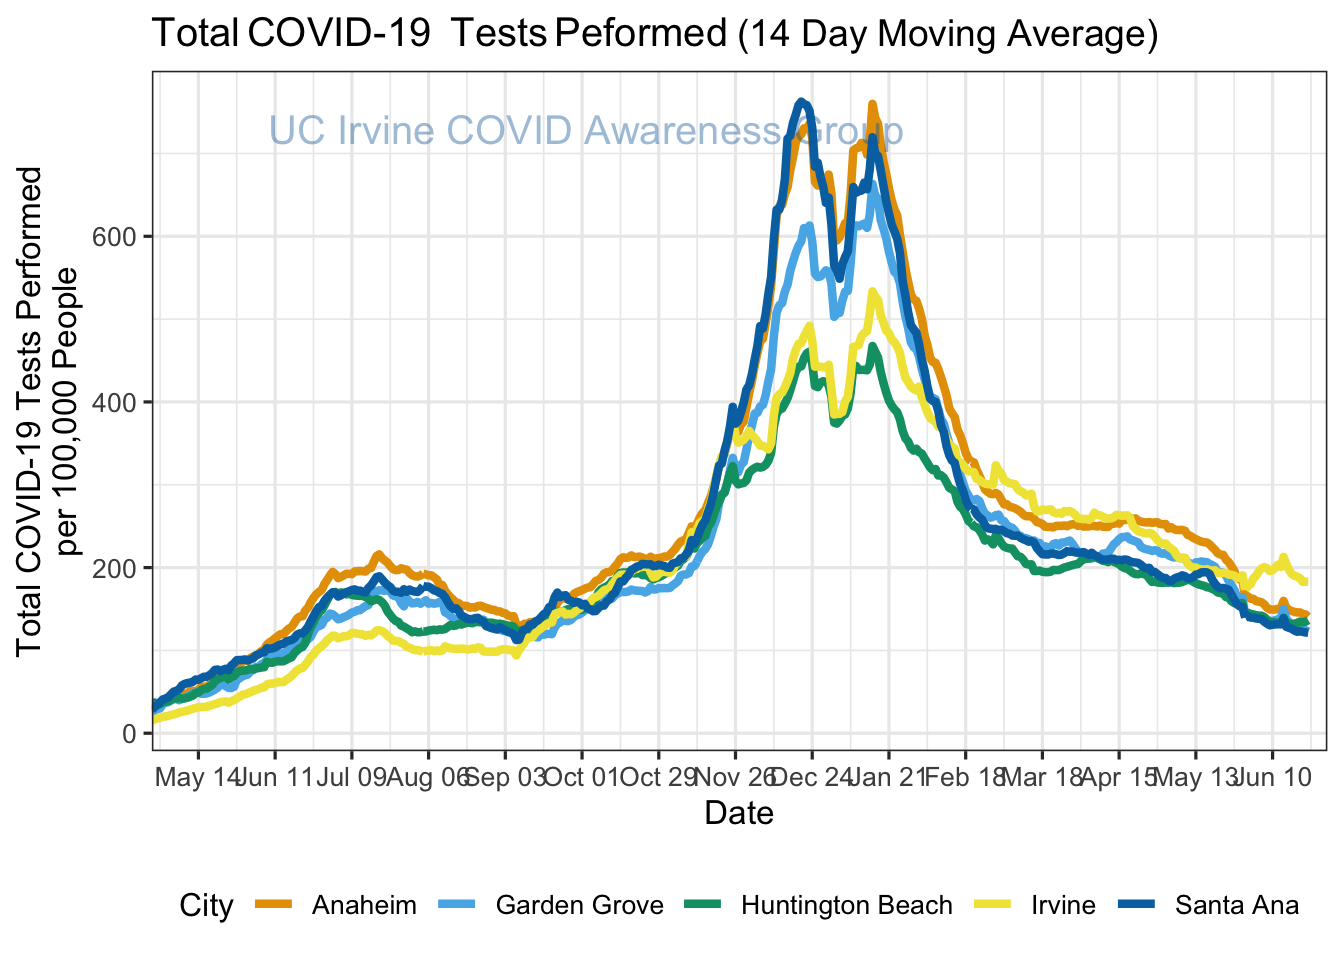 Total COVID-19 Tests Peformed (14 Day Moving Average)
UC Irvine COVID Awareness Group
Total COVID-19 Tests Performed
per 100,000 People
600
400
200
0
May 14 Jun 11 Jul 09 Aug 06 Sep 03 Oct 01 Oct 29 Nov 26 Dec 24 Jan 21 Feb 18 Mar 18 Apr 15 May 13 Jun 10
Date
City Anaheim Garden Grove Huntington Beach Irvine Santa Ana